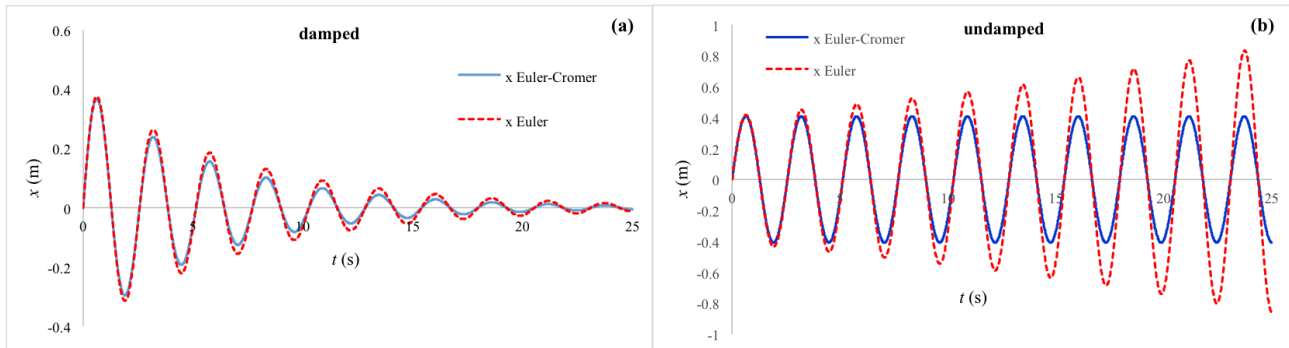 damped
(a)
x Euler-Cromer
x Euler
0.6
0.4
0.2
0
-0.2
-0.4
0
5
10
15
20
25
x (m)
t (s)
undamped
(b)
x Euler-Cromer
x Euler
1
0.8
0.6
0.4
0.2
0
-0.2
-0.4
-0.6
-0.8
-1
0
5
10
15
20
25
x (m)
t (s)